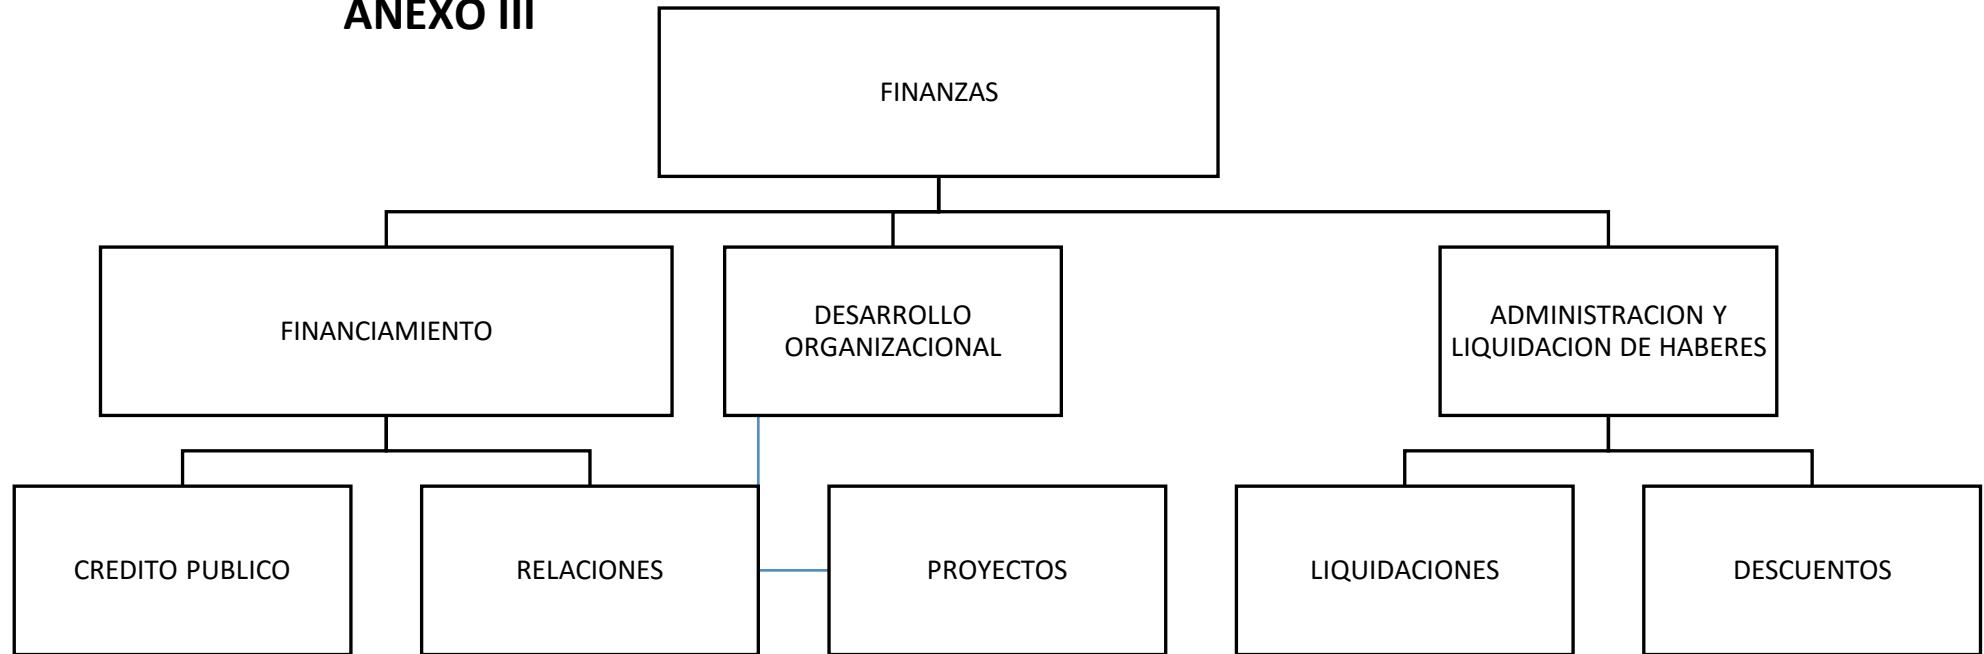 ANEXO III
FINANZAS
FINANCIAMIENTO
DESARROLLO
ORGANIZACIONAL
ADMINISTRACION Y
LIQUIDACION DE HABERES
CREDITO PUBLICO
RELACIONES
PROYECTOS
LIQUIDACIONES
DESCUENTOS